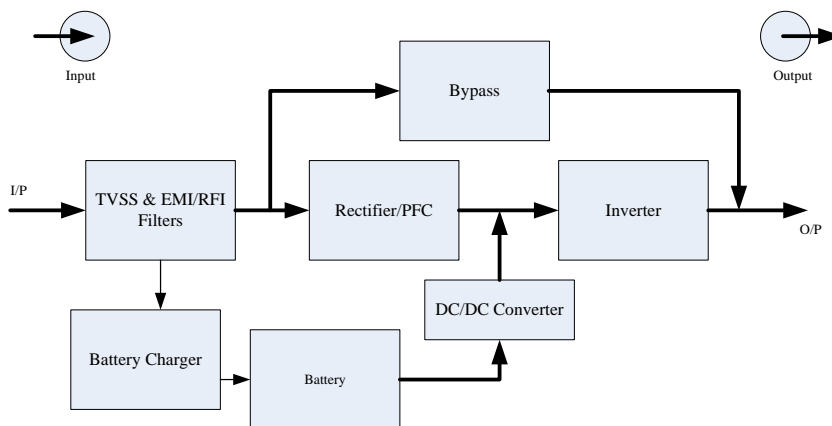 Input
Output
Bypass
I/P
TVSS & EMI/RFI
Filters
Rectifier/PFC
Inverter
O/P
DC/DC Converter
Battery Charger
Battery